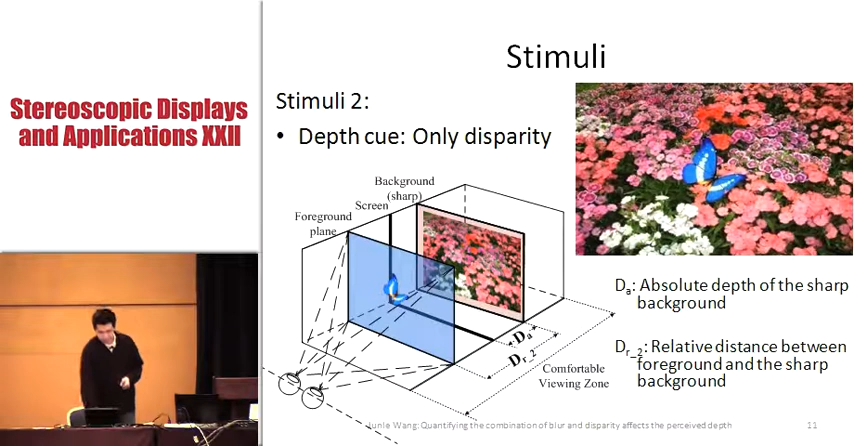 Stereoscopic Displays
and Applications XXII
Stimuli
Stimuli 2:
• Depth cue: Only disparity
Background
(sharp)
Screen
Foreground
plane
Da
Dr_2
Comfortable
Viewing Zone
Da: Absolute depth of the sharp
background
Dr_2: Relative distance between
foreground and the sharp
background
Junle Wang: Quantifying the combination of blur and disparity affects the perceived depth
11